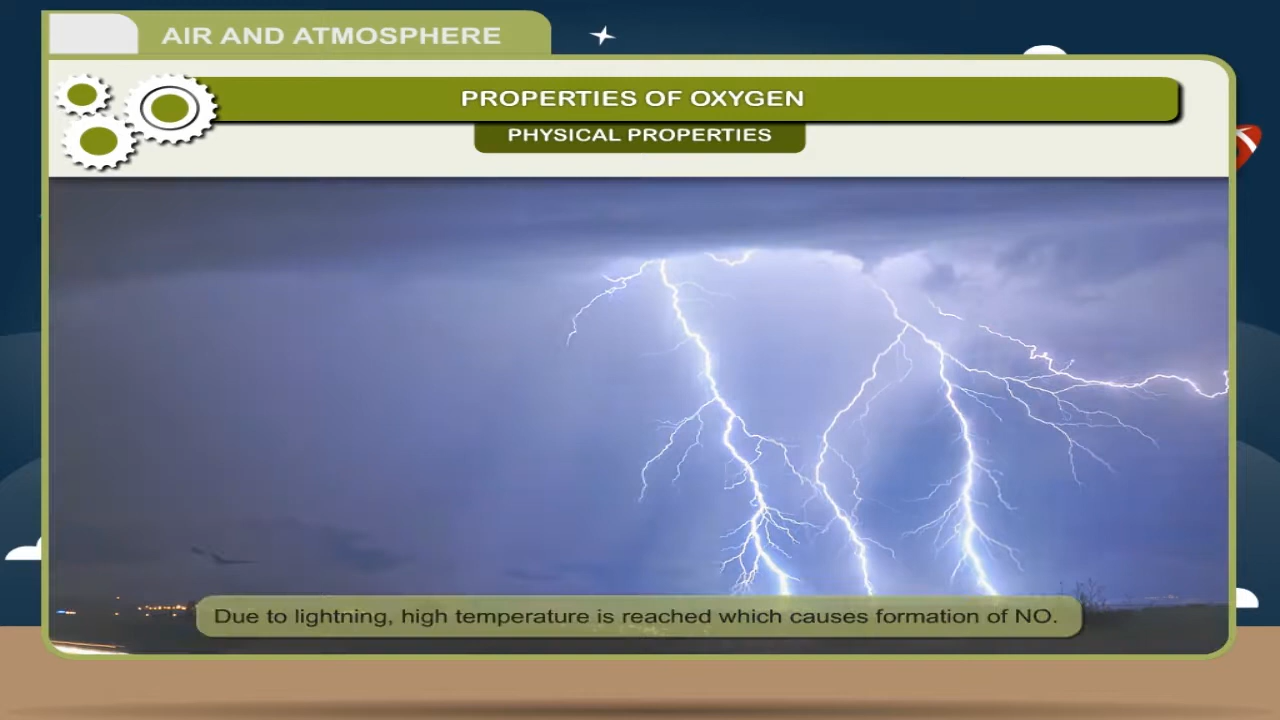 AIR AND ATMOSPHERE
PROPERTIES OF OXYGEN
PHYSICAL PROPERTIES
Due to lightning, high temperature is reached which causes formation of NO.